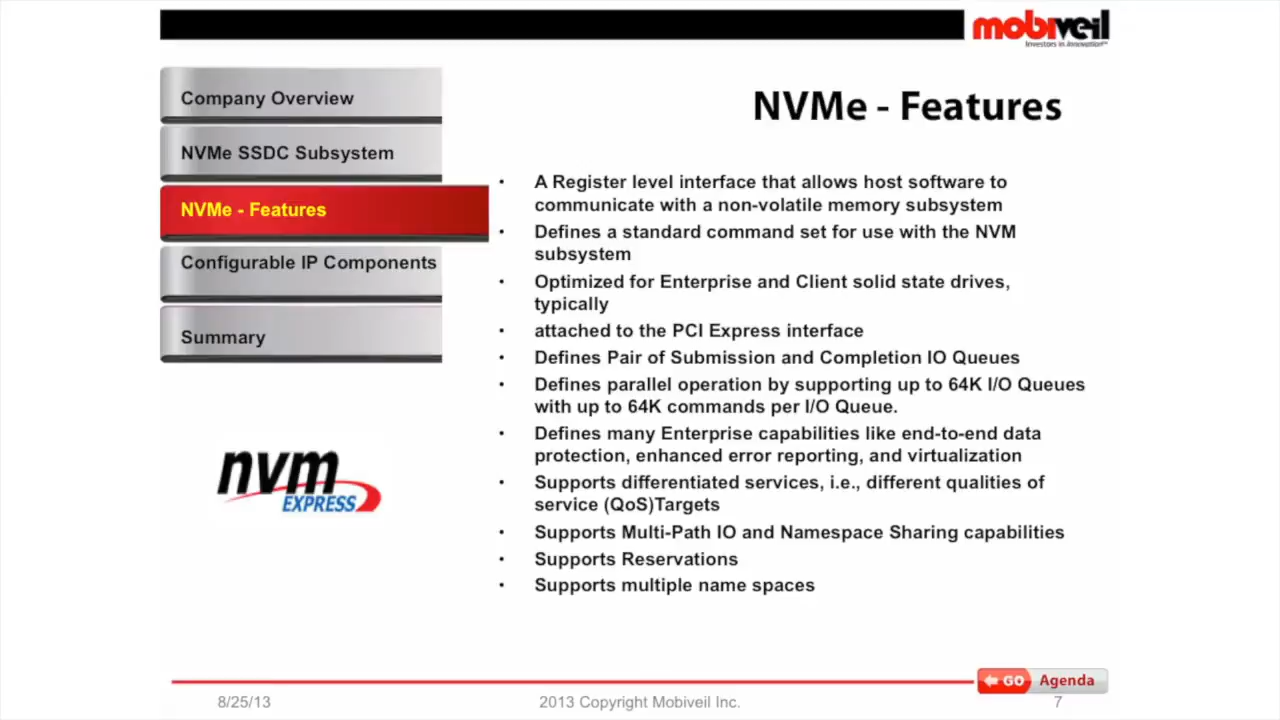 mobiveil
Investors in Innovation™
Company Overview
NVMe SSDC Subsystem
NVMe - Features
Configurable IP Components
Summary
nvm
EXPRESS
NVMe - Features
• A Register level interface that allows host software to
communicate with a non-volatile memory subsystem
• Defines a standard command set for use with the NVM
subsystem
• Optimized for Enterprise and Client solid state drives,
typically
• attached to the PCI Express interface
• Defines Pair of Submission and Completion IO Queues
• Defines parallel operation by supporting up to 64K I/O Queues
with up to 64K commands per I/O Queue.
• Defines many Enterprise capabilities like end-to-end data
protection, enhanced error reporting, and virtualization
• Supports differentiated services, i.e., different qualities of
service (QoS)Targets
• Supports Multi-Path IO and Namespace Sharing capabilities
• Supports Reservations
• Supports multiple name spaces
GO Agenda
8/25/13
2013 Copyright Mobiveil Inc.
7